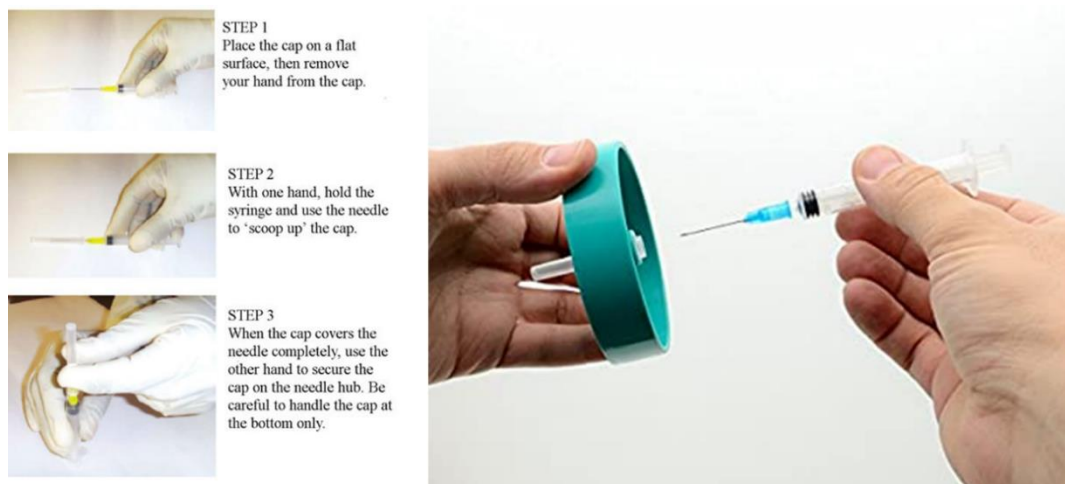 STEP 1
Place the cap on a flat
surface, then remove
your hand from the cap.
STEP 2
With one hand, hold the
syringe and use the needle
to ‘scoop up’ the cap.
STEP 3
When the cap covers the
needle completely, use the
other hand to secure the
cap on the needle hub. Be
careful to handle the cap at
the bottom only.